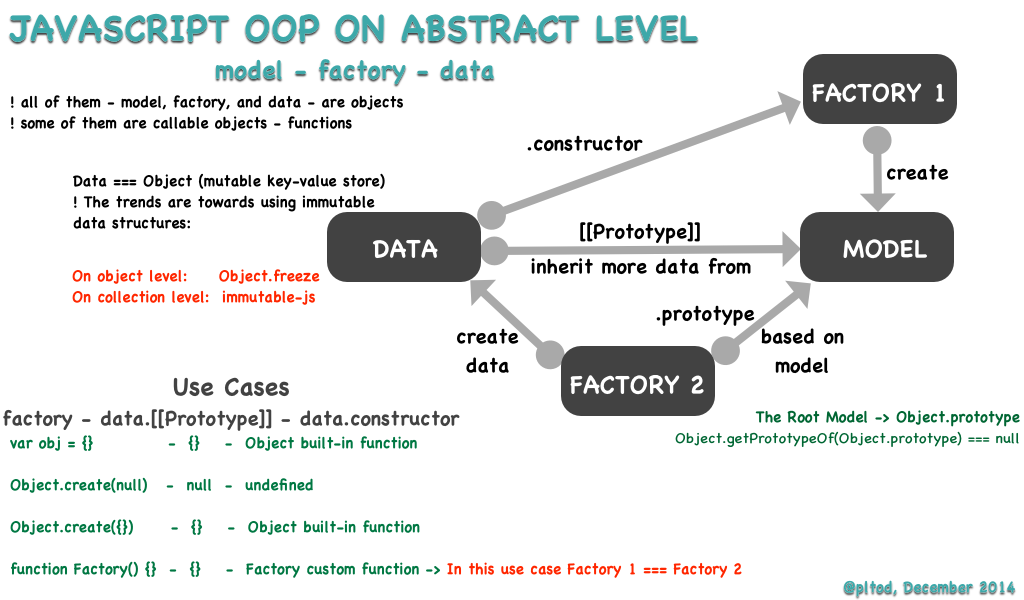 JAVASCRIPT OOP ON ABSTRACT LEVEL
model - factory - data
! all of them - model, factory, and data - are objects
! some of them are callable objects - functions
FACTORY 1
.constructor
create
Data === Object (mutable key-value store)
! The trends are towards using immutable
data structures:
DATA
[[Prototype]]
inherit more data from
MODEL
On object level: Object.freeze
On collection level: immutable-js
.prototype
create
data
based on
model
FACTORY 2
Use Cases
factory - data.[[Prototype]] - data.constructor
The Root Model -> Object.prototype
Object.getPrototypeOf(Object.prototype) === null
var obj = {} - {} - Object built-in function
Object.create(null) - null - undefined
Object.create({}) - {} - Object built-in function
function Factory() {} - {} - Factory custom function -> In this use case Factory 1 === Factory 2
@pltod, December 2014